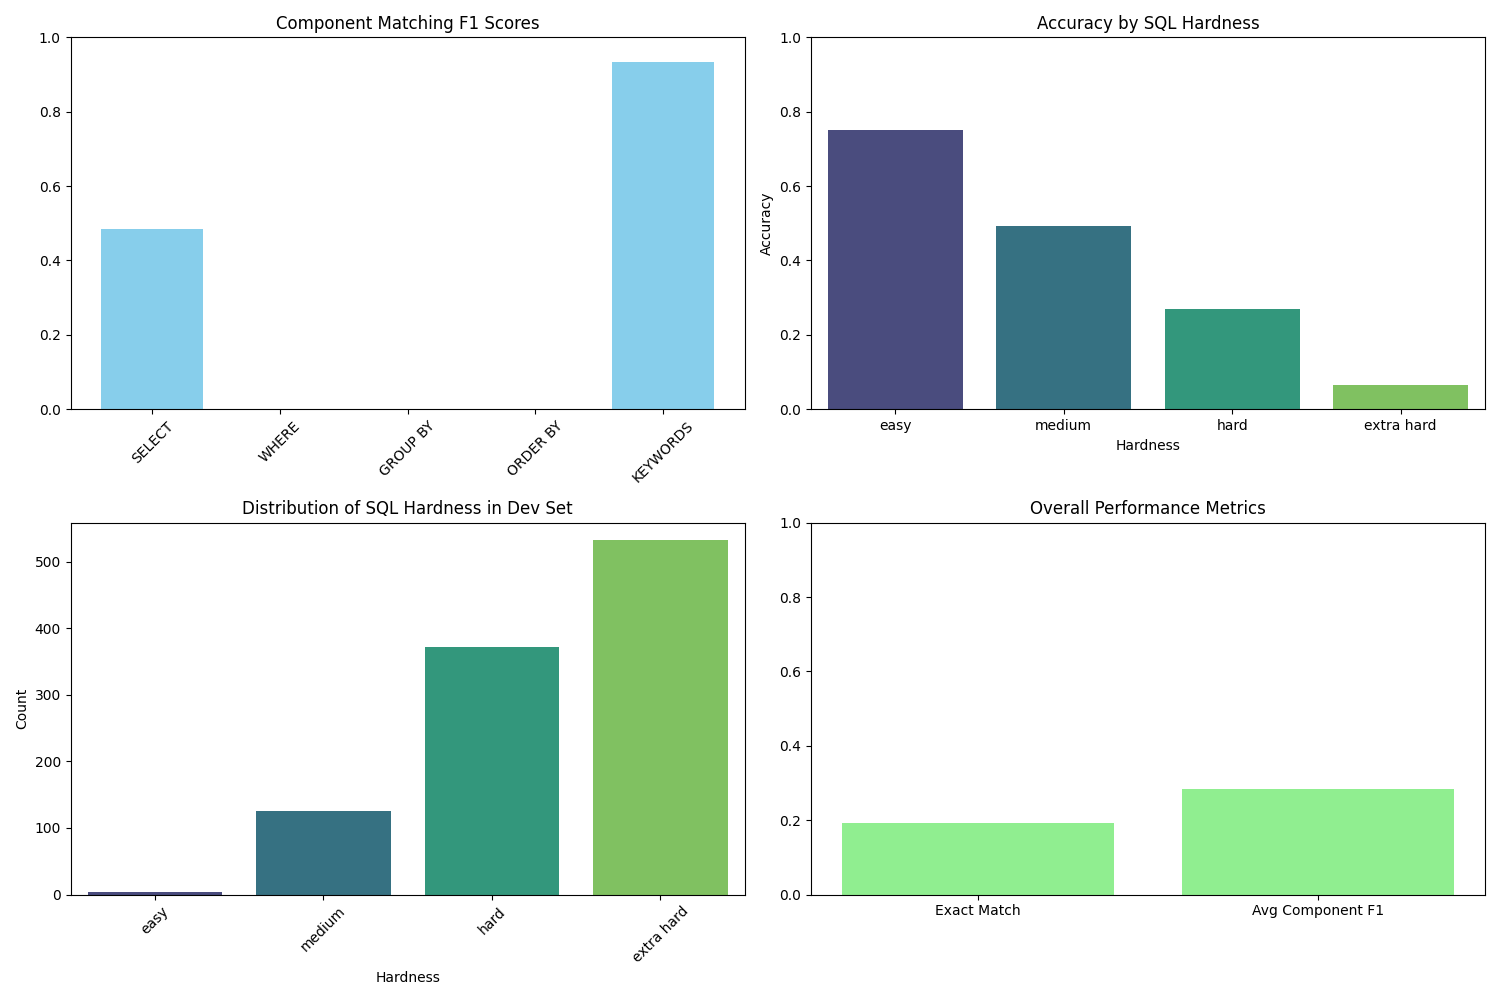 Component Matching F1 Scores
1.0
0.8
0.6
0.4
0.2
0.0
SELECT
WHERE
GROUP BY
ORDER BY
KEYWORDS
Accuracy by SQL Hardness
Accuracy
1.0
0.8
0.6
0.4
0.2
0.0
easy
medium
hard
extra hard
Hardness
Distribution of SQL Hardness in Dev Set
Count
500
400
300
200
100
0
easy
medium
hard
extra hard
Hardness
Overall Performance Metrics
1.0
0.8
0.6
0.4
0.2
0.0
Exact Match
Avg Component F1